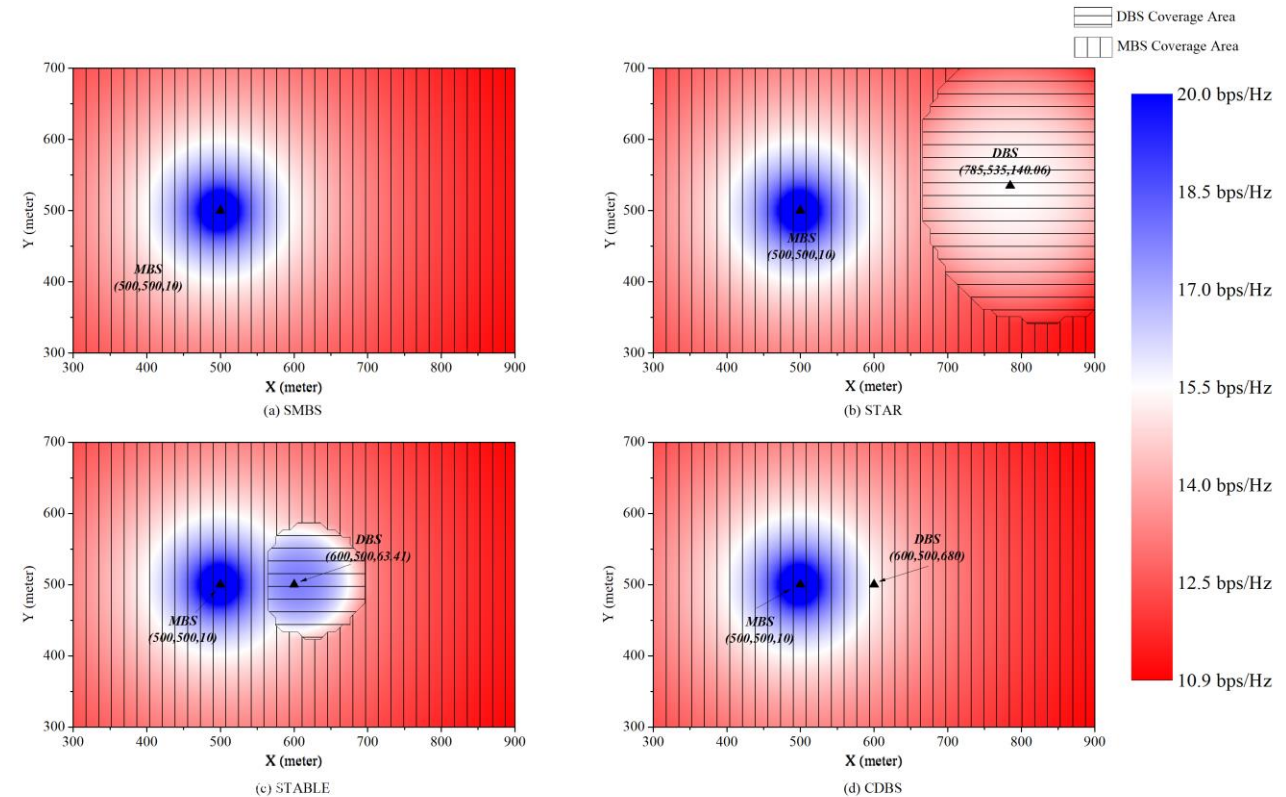 DBS Coverage Area
MBS Coverage Area
700
600
500
400
300
Y (meter)
MBS
(500,500,10)
300 400 500 600 700 800 900
X (meter)
(a) SMBS
700
600
500
400
300
Y (meter)
DBS
(785,535,140.06)
MBS
(500,500,10)
300 400 500 600 700 800 900
X (meter)
(b) STAR
20.0 bps/Hz
18.5 bps/Hz
17.0 bps/Hz
15.5 bps/Hz
14.0 bps/Hz
12.5 bps/Hz
10.9 bps/Hz
700
600
500
400
300
Y (meter)
DBS
(600,500,63.41)
MBS
(500,500,10)
300 400 500 600 700 800 900
X (meter)
(c) STABLE
700
600
500
400
300
Y (meter)
DBS
(600,500,680)
MBS
(500,500,10)
300 400 500 600 700 800 900
X (meter)
(d) CDBS